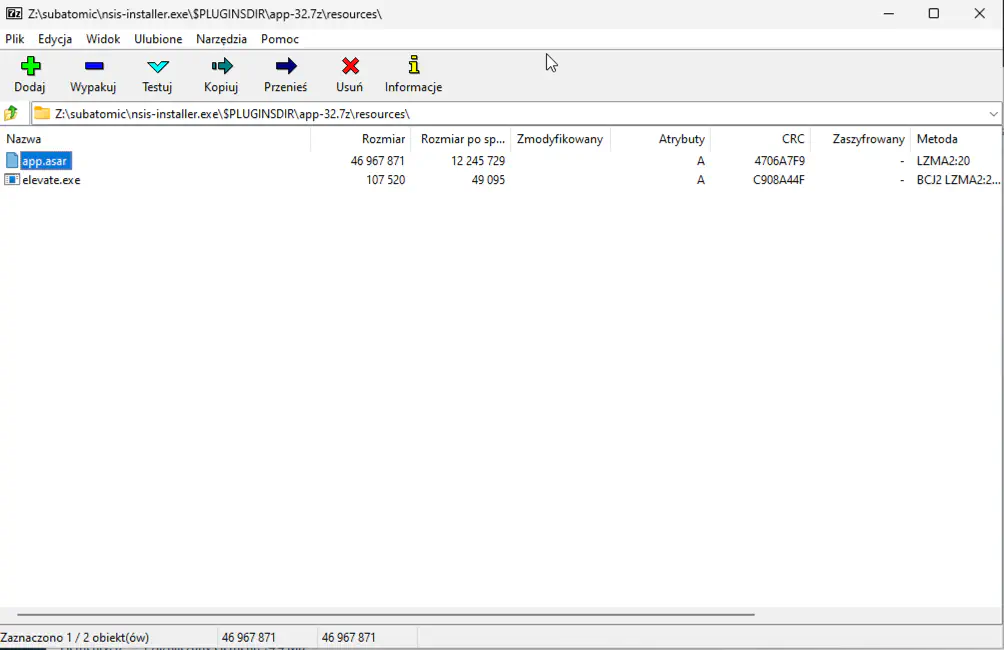 Z:\subatomic\nsis-installer.exe\$PLUGINSDIR\app-32.7z\resources\
Plik Edycja Widok Ulubione Narzędzia Pomoc
Dodaj Wypakuj Testuj Kopiuj Przenieś Usuń Informacje
Z:\subatomic\nsis-installer.exe\$PLUGINSDIR\app-32.7z\resources\
Nazwa Rozmiar Rozmiar po sp... Zmodyfikowany Atrybuty CRC Zaszyfrowany Metoda
app.asar 46 967 871 12 245 729 A 4706A7F9 - LZMA2:20
elevate.exe 107 520 49 095 A C908A44F - BCJ2 LZMA2:2...
Zaznaczono 1 / 2 obiekt(ów) 46 967 871 46 967 871